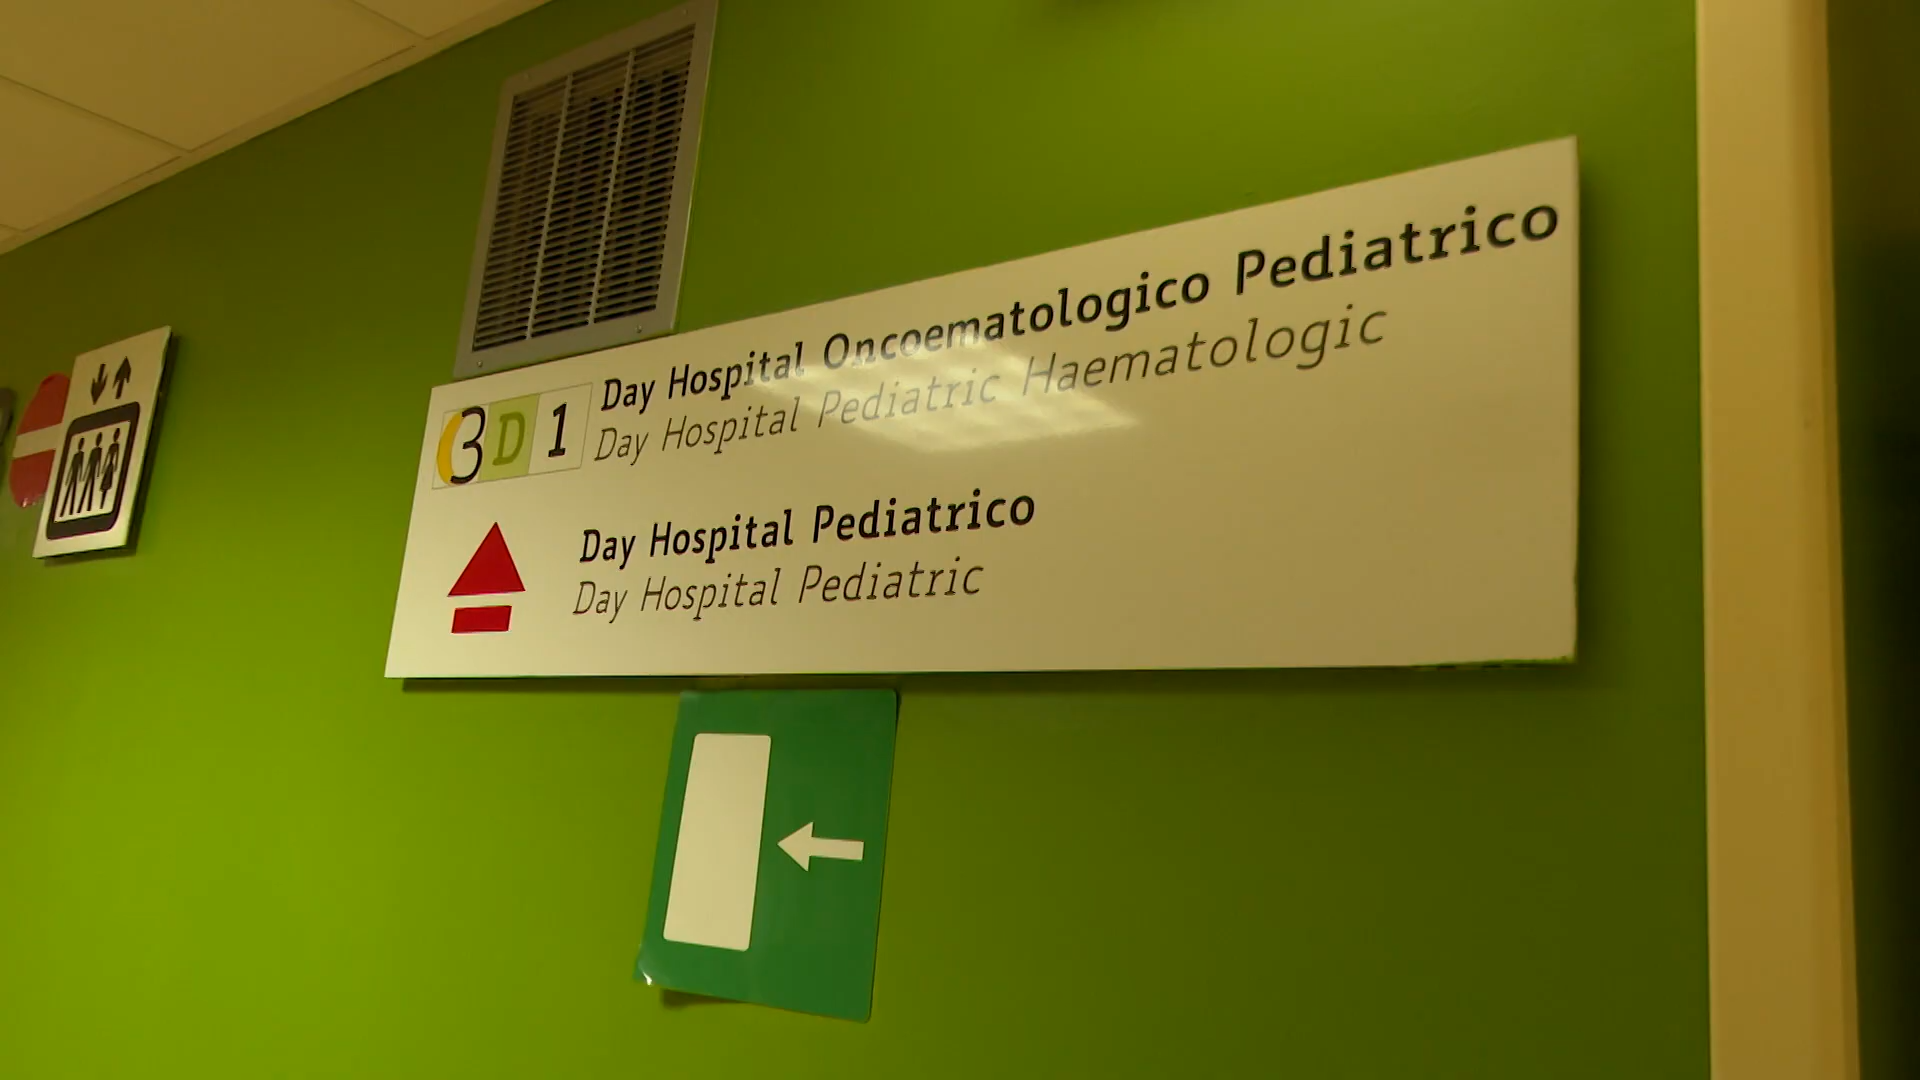 3 D 1 Day Hospital Oncoematologico Pediatrico
Day Hospital Pediatric Haematologic
Day Hospital Pediatrico
Day Hospital Pediatric